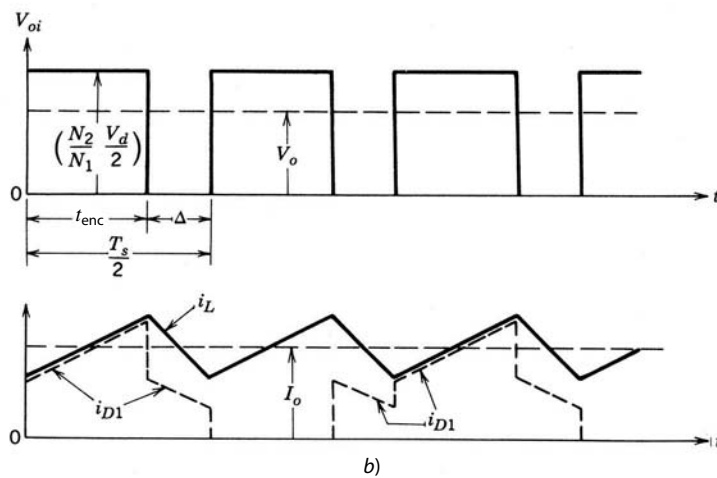 V_oi
(N_2/N_1 V_d/2)
V_o
0
t
t_enc
Δ
T_s/2
i_L
i_D1
I_o
i_D1
0
t
b)